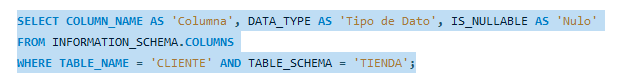 SELECT COLUMN_NAME AS 'Columna', DATA_TYPE AS 'Tipo de Dato', IS_NULLABLE AS 'Nulo'
FROM INFORMATION_SCHEMA.COLUMNS
WHERE TABLE_NAME = 'CLIENTE' AND TABLE_SCHEMA = 'TIENDA';